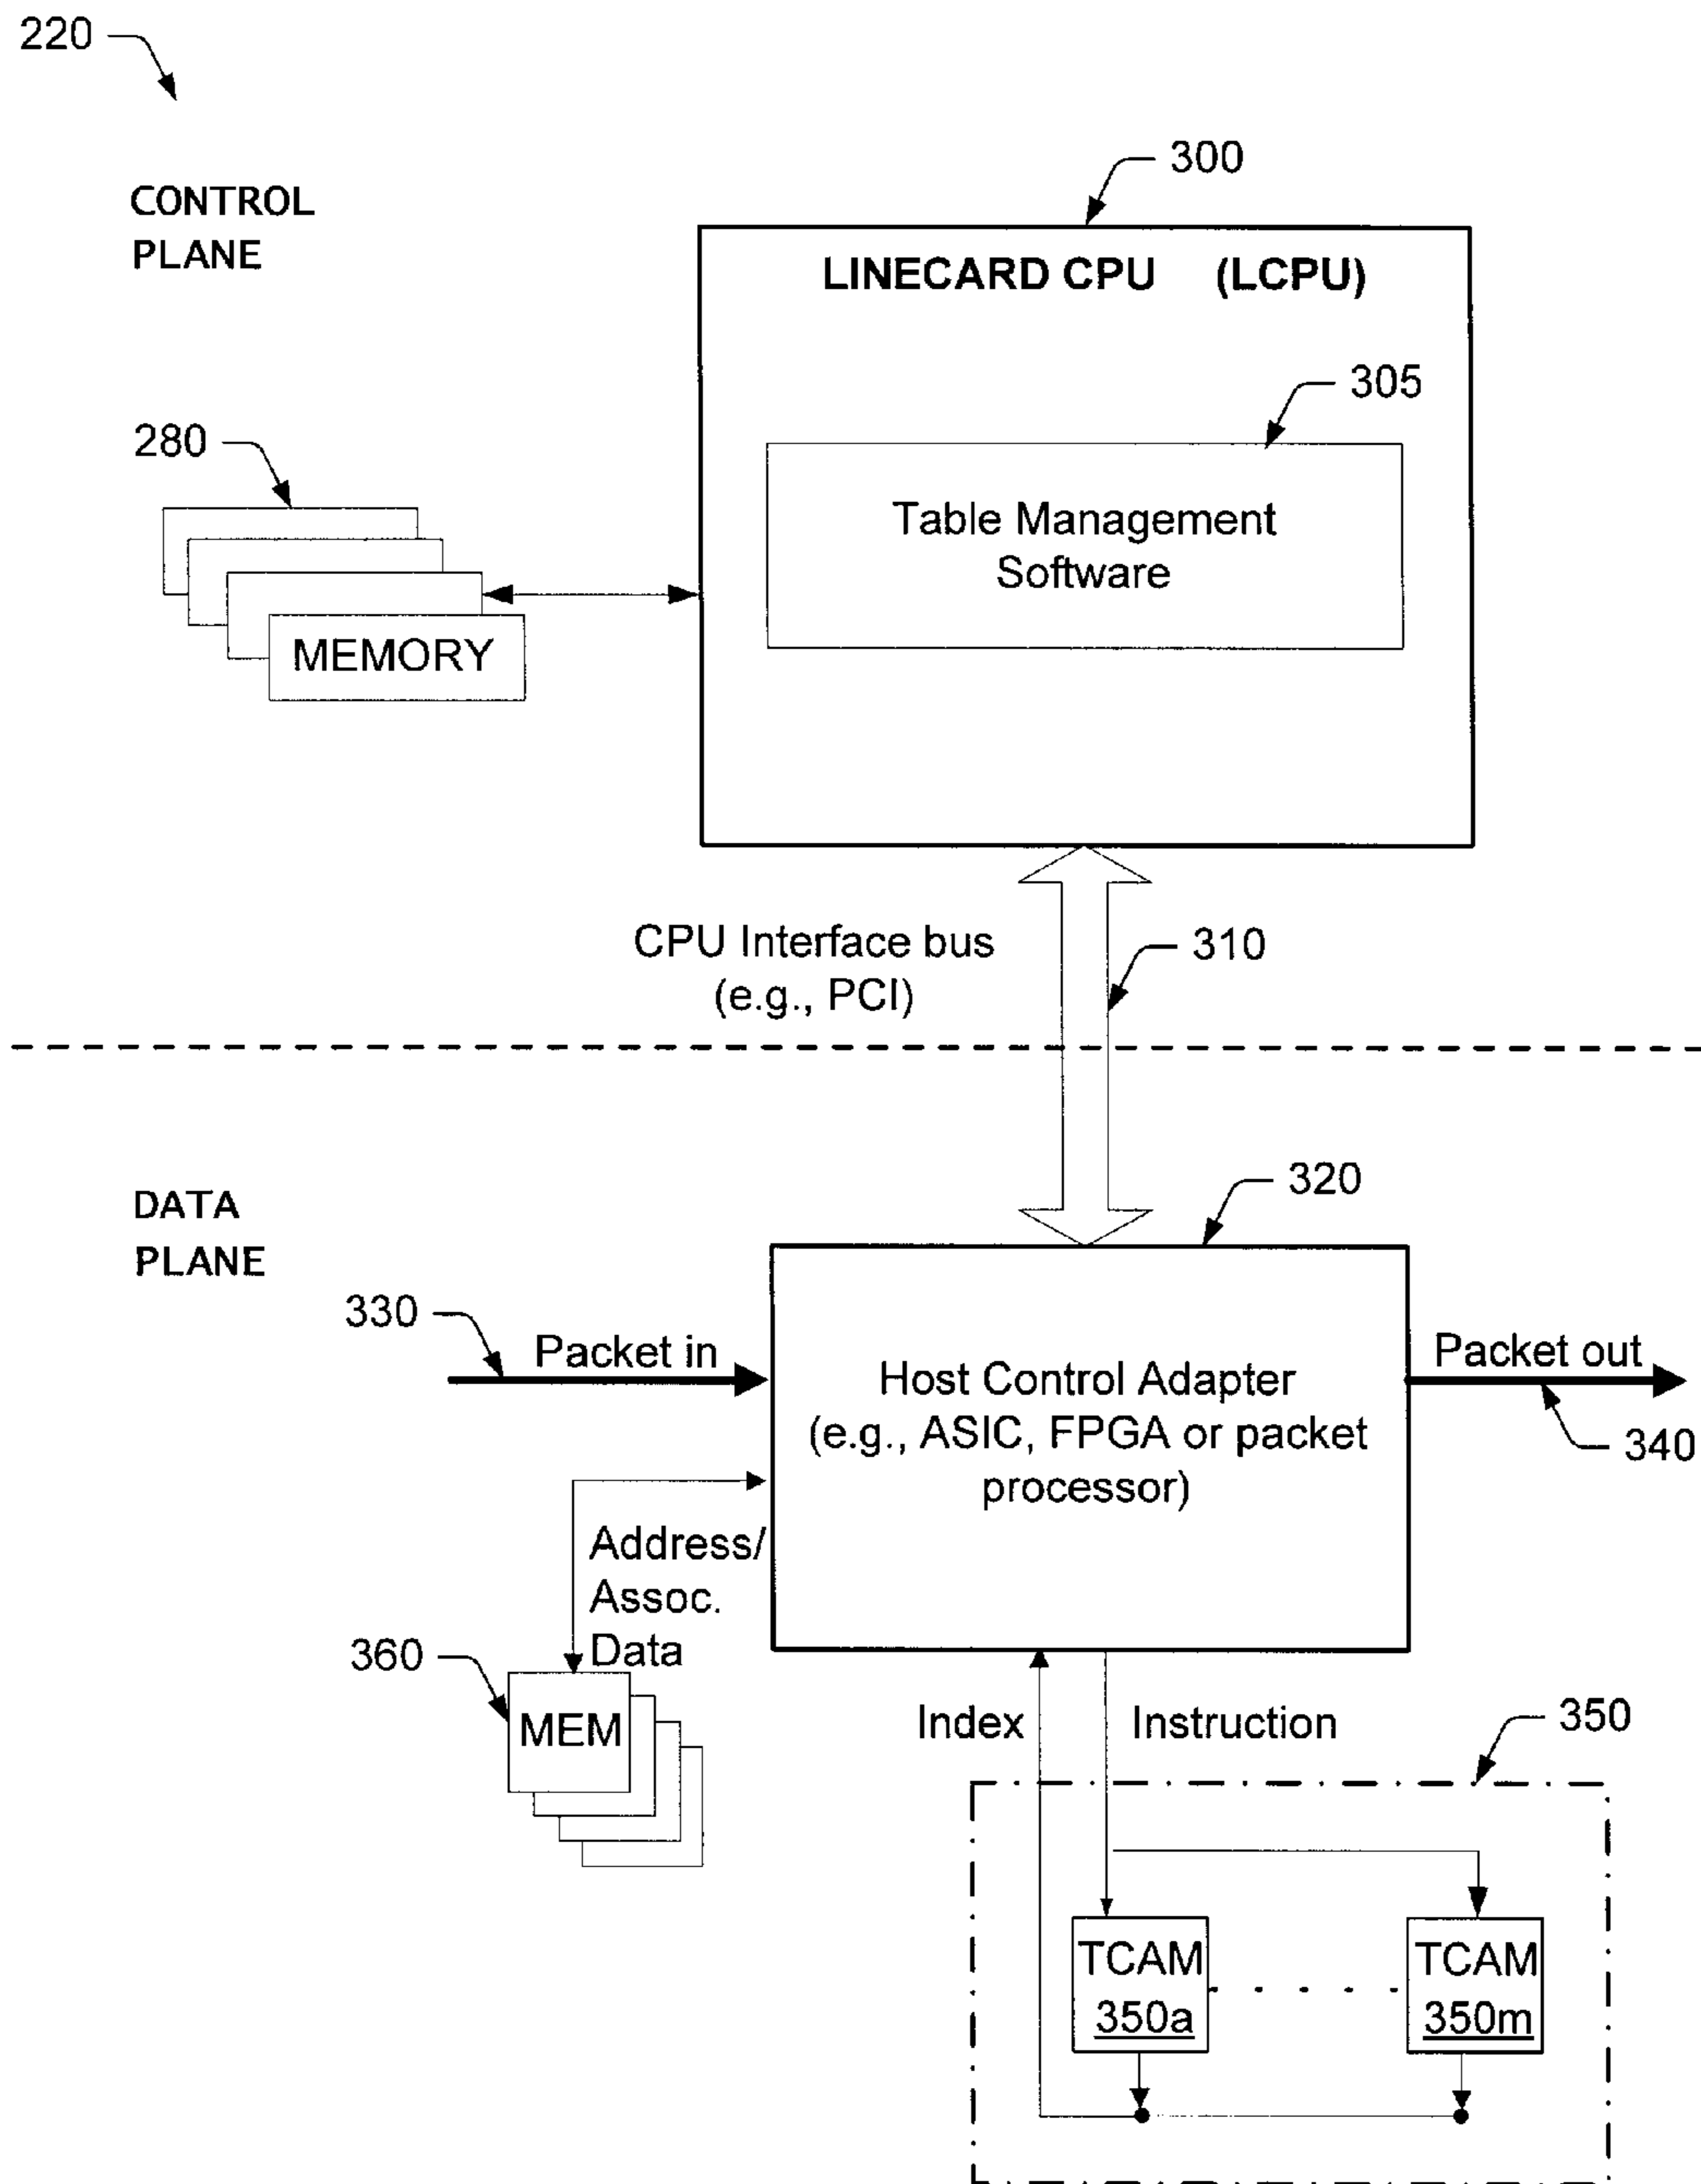 220
CONTROL
PLANE
300
LINECARD CPU (LCPU)
305
Table Management
Software
280
MEMORY
CPU Interface bus
(e.g., PCI)
310
DATA
PLANE
320
330
Packet in
Host Control Adapter
(e.g., ASIC, FPGA or packet
processor)
Packet out
340
Address/
Assoc.
Data
360
MEM
Index
Instruction
350
TCAM
350a
TCAM
350m